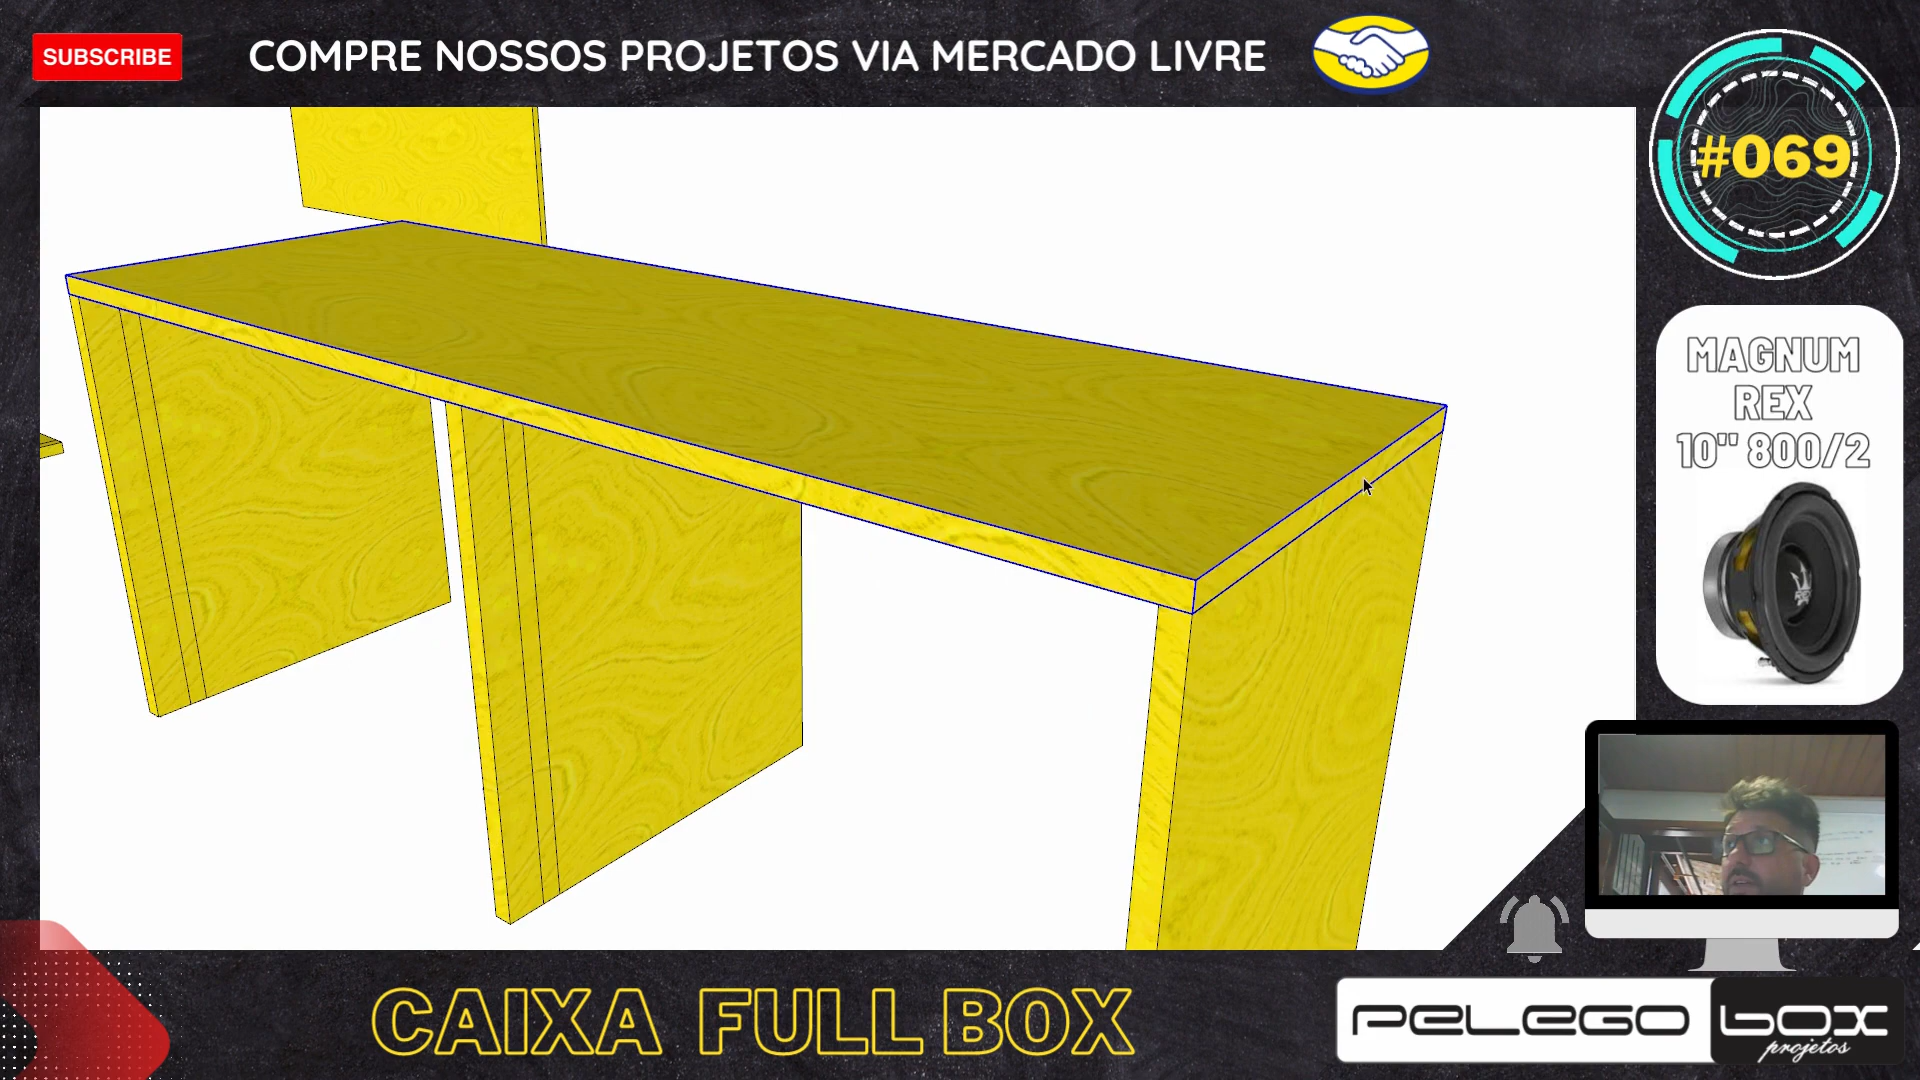 SUBSCRIBE
COMPRE NOSSOS PROJETOS VIA MERCADO LIVRE
#069
MAGNUM
REX
10" 800/2
CAIXA FULL BOX
PELEGO box
projetos